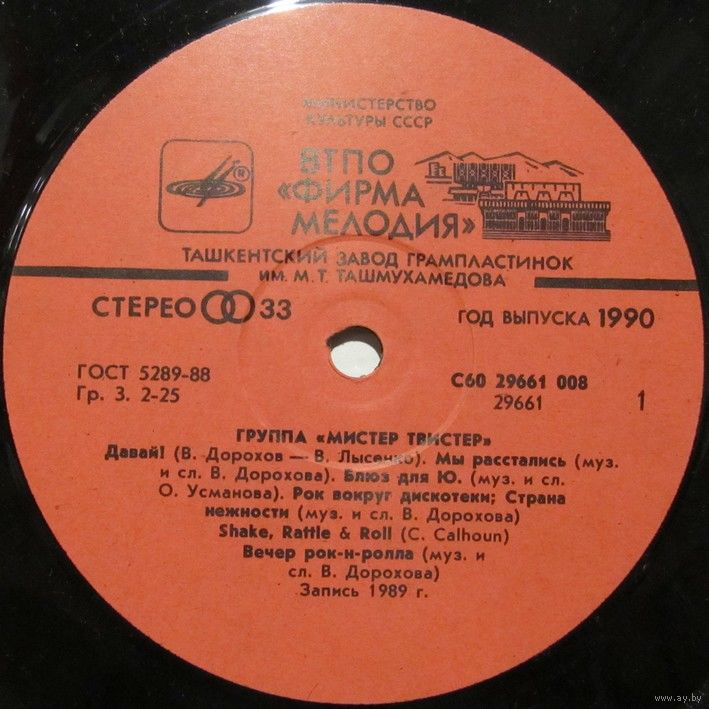 МИНИСТЕРСТВО
КУЛЬТУРЫ СССР
ВТПО
«ФИРМА
МЕЛОДИЯ»
®
ТАШКЕНТСКИЙ ЗАВОД ГРАМПЛАСТИНОК
ИМ. М. Т. ТАШМУХАМЕДОВА
СТЕРЕО 33
ГОД ВЫПУСКА 1990
ГОСТ 5289-88
Гр. 3. 2-25
С60 29661 008
29661 1
ГРУППА «МИСТЕР ТВИСТЕР»
Давай! (В. Дорохов — В. Лысенко). Мы расстались (муз.
и сл. В. Дорохова). Блюз для Ю. (муз. и сл.
О. Усманова). Рок вокруг дискотеки; Страна
нежности (муз. и сл. В. Дорохова)
Shake, Rattle & Roll (C. Calhoun)
Вечер рок-н-ролла (муз. и
сл. В. Дорохова)
Запись 1989 г.
www.ay.by